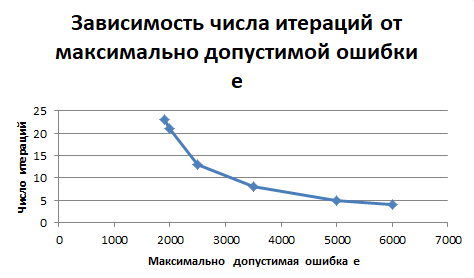 Зависимость числа итераций от
максимально допустимой ошибки
е
Число итераций
25
20
15
10
5
0
0 1000 2000 3000 4000 5000 6000 7000
Максимально допустимая ошибка е